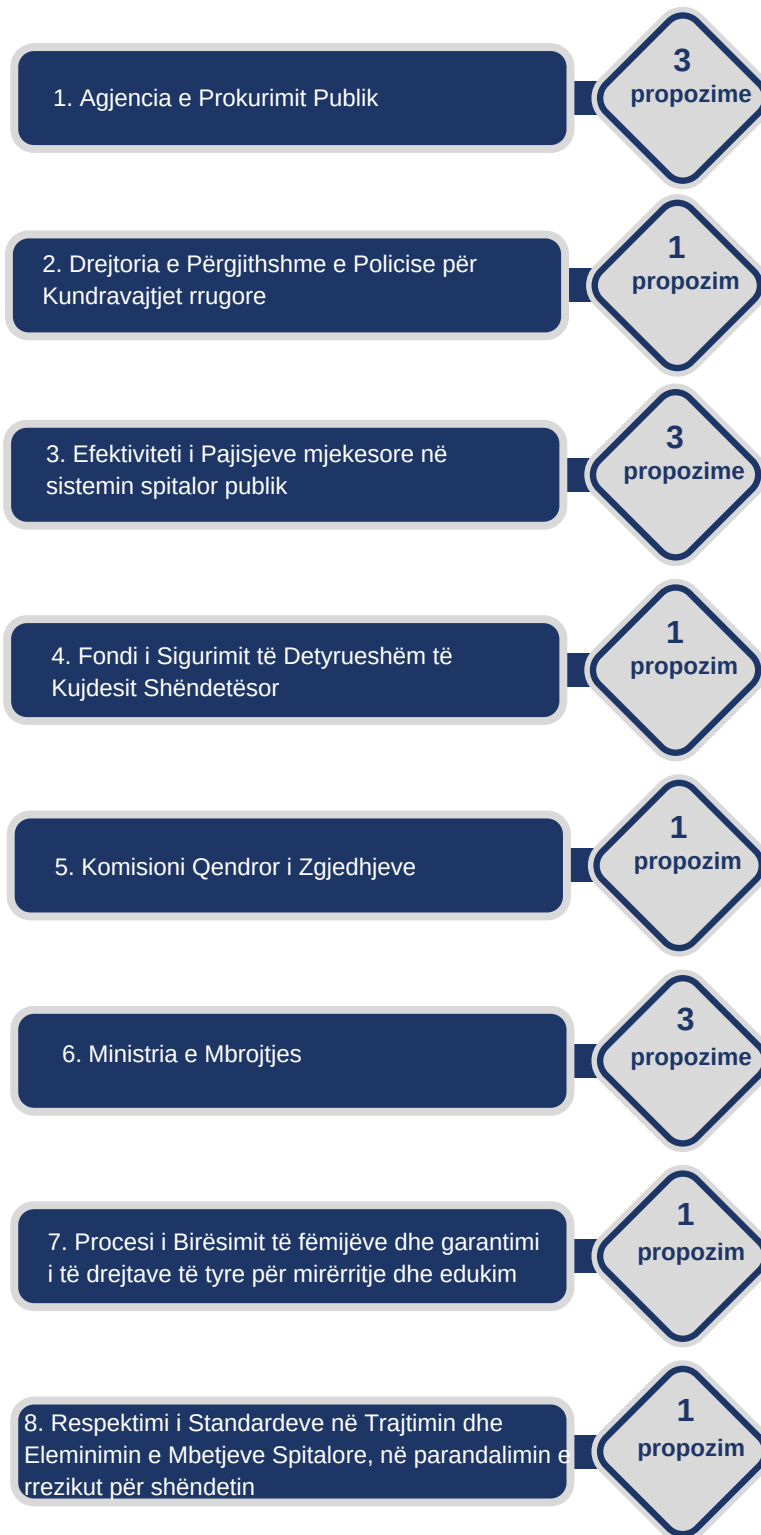 1. Agjencia e Prokurimit Publik
3
propozime
2. Drejtoria e Përgjithshme e Policise për
Kundravajtjet rrugore
1
propozim
3. Efektiviteti i Pajisjeve mjekesore në
sistemin spitalor publik
3
propozime
4. Fondi i Sigurimit të Detyrueshëm të
Kujdesit Shëndetësor
1
propozim
5. Komisioni Qendror i Zgjedhjeve
1
propozim
6. Ministria e Mbrojtjes
3
propozime
7. Procesi i Birësimit të fëmijëve dhe garantimi
i të drejtave të tyre për mirërritje dhe edukim
1
propozim
8. Respektimi i Standardeve në Trajtimin dhe
Eleminimin e Mbetjeve Spitalore, në parandalimin e
rrezikut për shëndetin
1
propozim